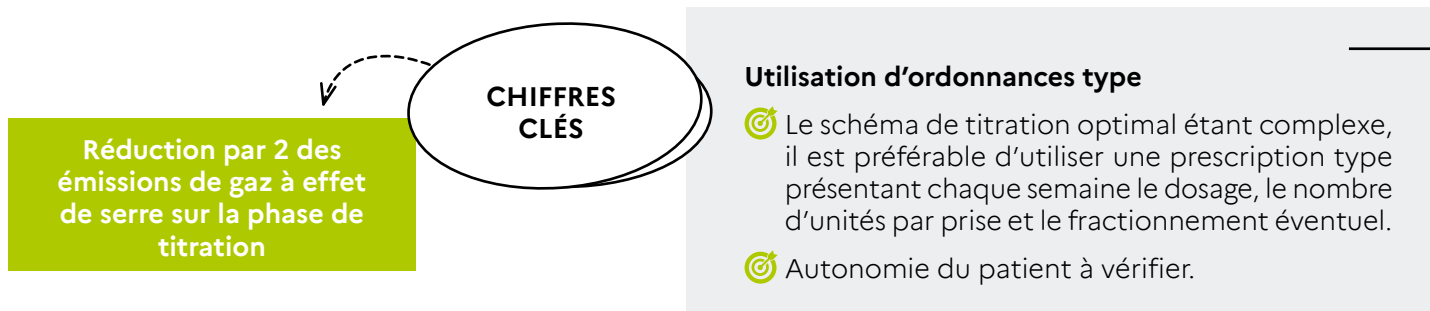 CHIFFRES
CLÉS
Réduction par 2 des
émissions de gaz à effet
de serre sur la phase de
titration
Utilisation d’ordonnances type
Le schéma de titration optimal étant complexe,
il est préférable d’utiliser une prescription type
présentant chaque semaine le dosage, le nombre
d’unités par prise et le fractionnement éventuel.
Autonomie du patient à vérifier.